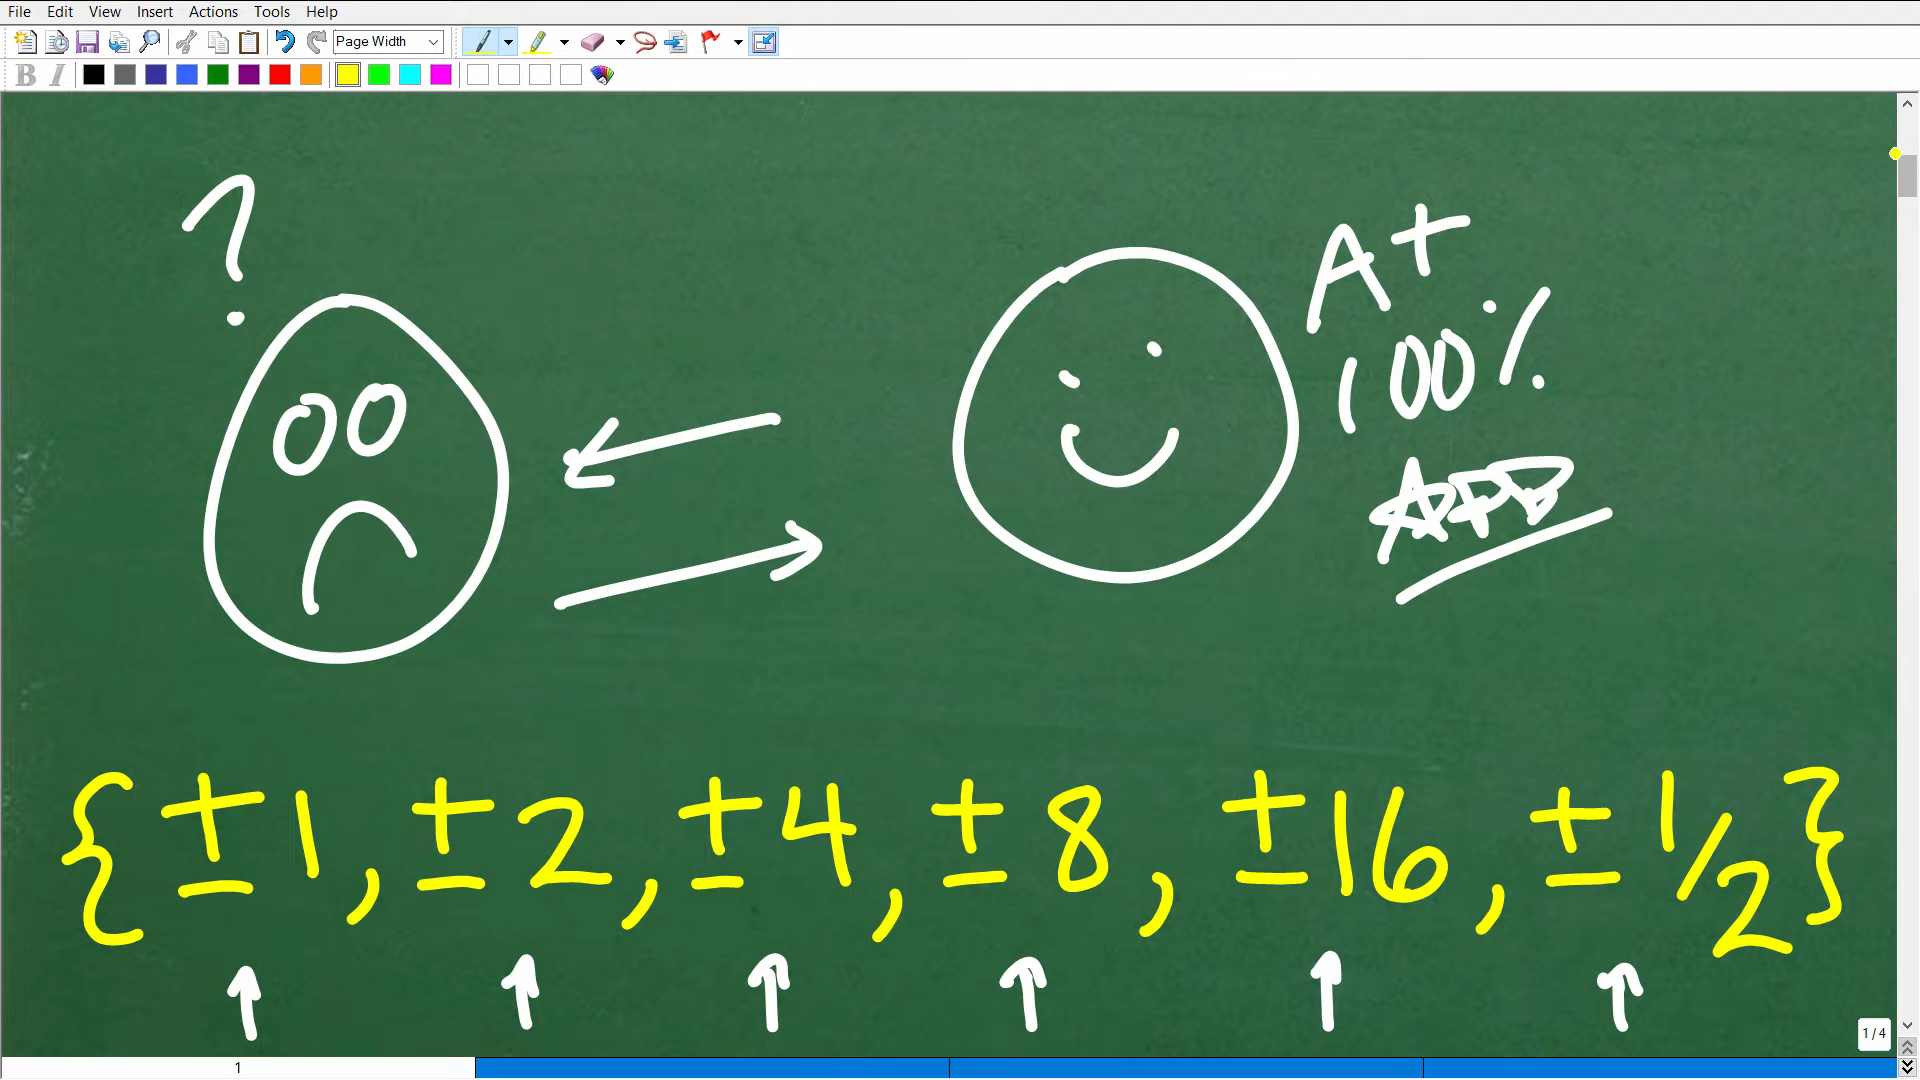 File Edit View Insert Actions Tools Help
Page Width
B I
?
A+
100%
{±1, ±2, ±4, ±8, ±16, ±1/2}
1 / 4
1